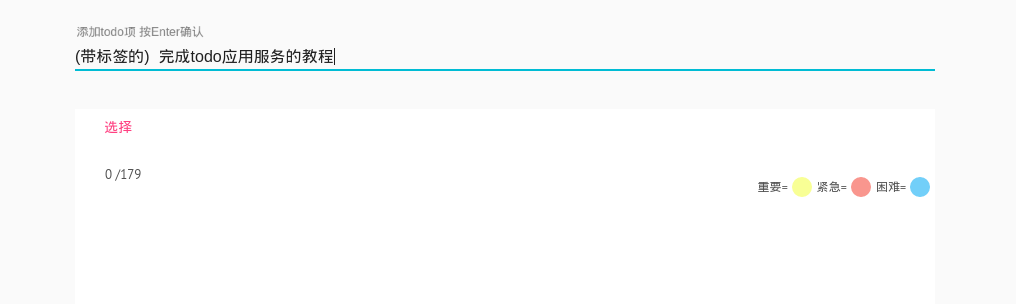 添加todo项 按Enter确认
(带标签的)  完成todo应用服务的教程
选择
0 /179
重要= 紧急= 困难=